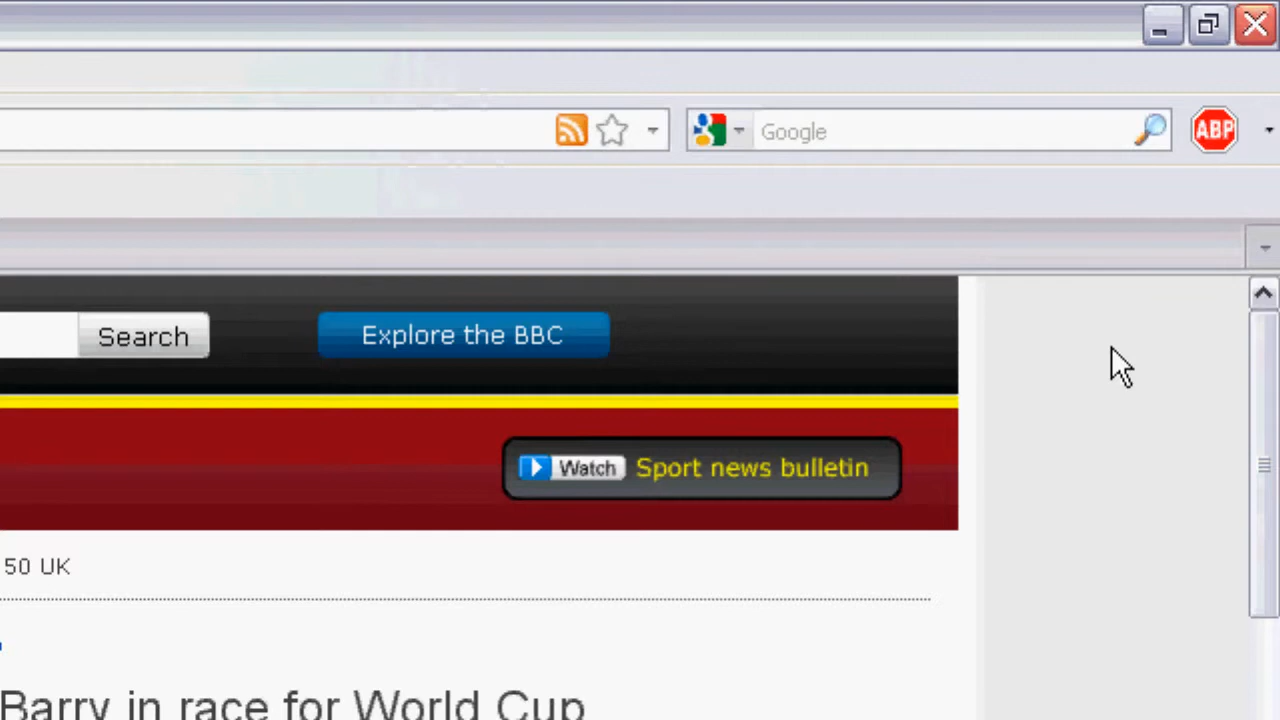 Google
ABP
Search
Explore the BBC
Watch Sport news bulletin
50 UK
Barry in race for World Cup